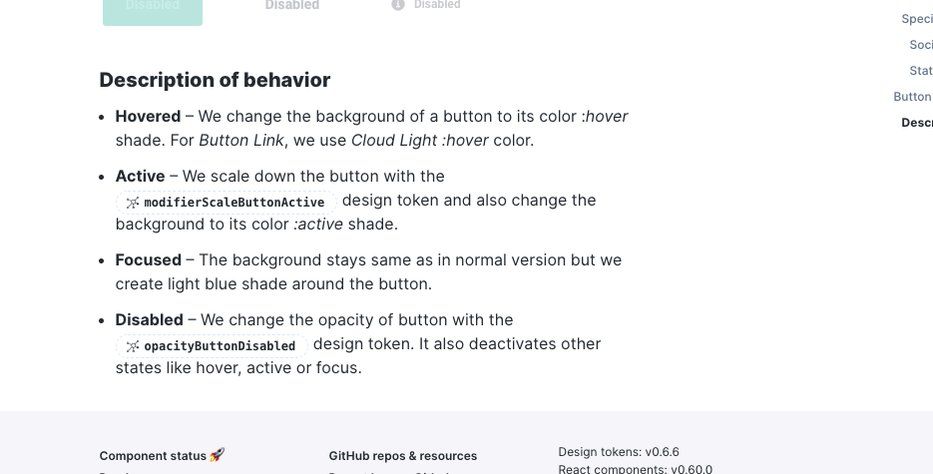 Disabled Disabled Disabled
Description of behavior
• Hovered – We change the background of a button to its color :hover
shade. For Button Link, we use Cloud Light :hover color.
• Active – We scale down the button with the
modifierScaleButtonActive design token and also change the
background to its color :active shade.
• Focused – The background stays same as in normal version but we
create light blue shade around the button.
• Disabled – We change the opacity of button with the
opacityButtonDisabled design token. It also deactivates other
states like hover, active or focus.
Speci
Soci
Stat
Button
Descr
Component status 🚀
GitHub repos & resources
Design tokens: v0.6.6
React components: v0.60.0